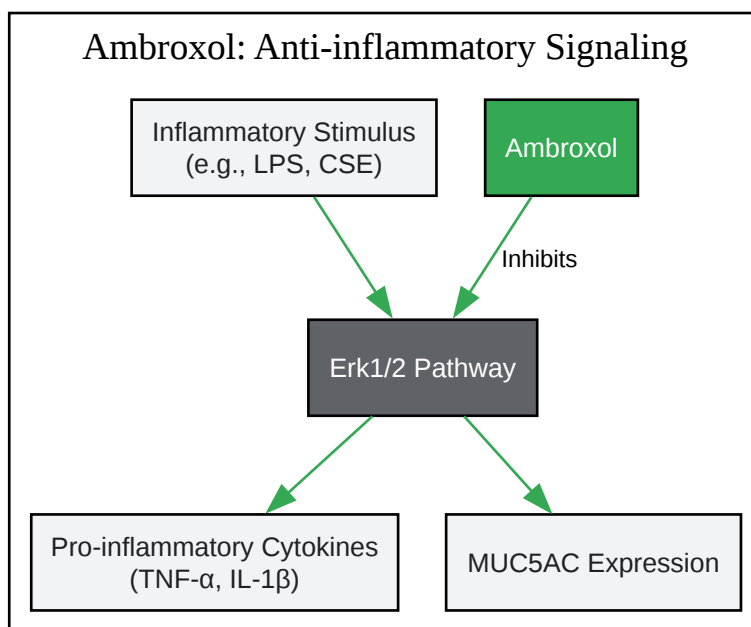 Ambroxol: Anti-inflammatory Signaling
Inflammatory Stimulus
(e.g., LPS, CSE)
Ambroxol
Inhibits
Erk1/2 Pathway
Pro-inflammatory Cytokines
(TNF-α, IL-1β)
MUC5AC Expression